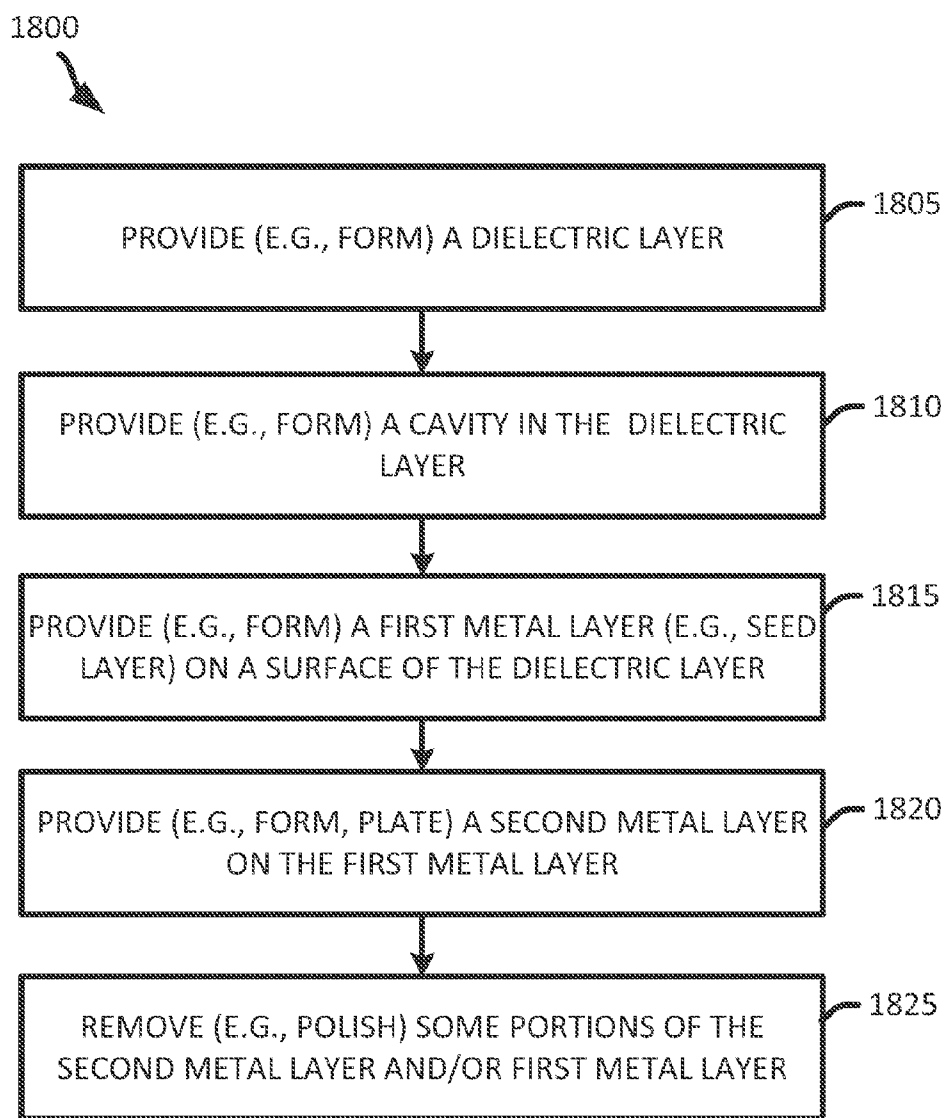 1800
PROVIDE (E.G., FORM) A DIELECTRIC LAYER
1805
PROVIDE (E.G., FORM) A CAVITY IN THE DIELECTRIC
LAYER
1810
PROVIDE (E.G., FORM) A FIRST METAL LAYER (E.G., SEED
LAYER) ON A SURFACE OF THE DIELECTRIC LAYER
1815
PROVIDE (E.G., FORM, PLATE) A SECOND METAL LAYER
ON THE FIRST METAL LAYER
1820
REMOVE (E.G., POLISH) SOME PORTIONS OF THE
SECOND METAL LAYER AND/OR FIRST METAL LAYER
1825